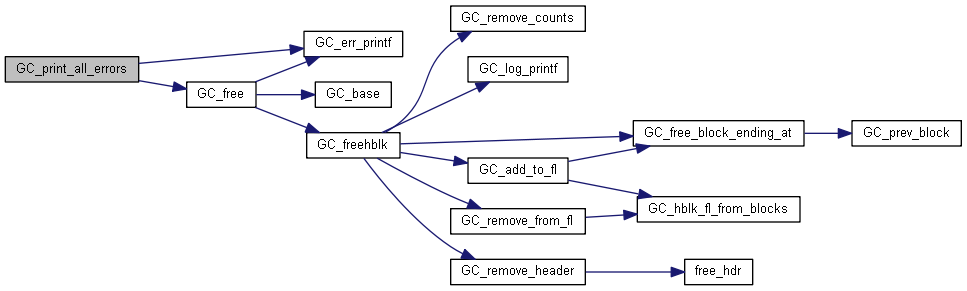 GC_print_all_errors
GC_err_printf
GC_free
GC_base
GC_freehblk
GC_remove_counts
GC_log_printf
GC_free_block_ending_at
GC_prev_block
GC_add_to_fl
GC_hblk_fl_from_blocks
GC_remove_from_fl
GC_remove_header
free_hdr